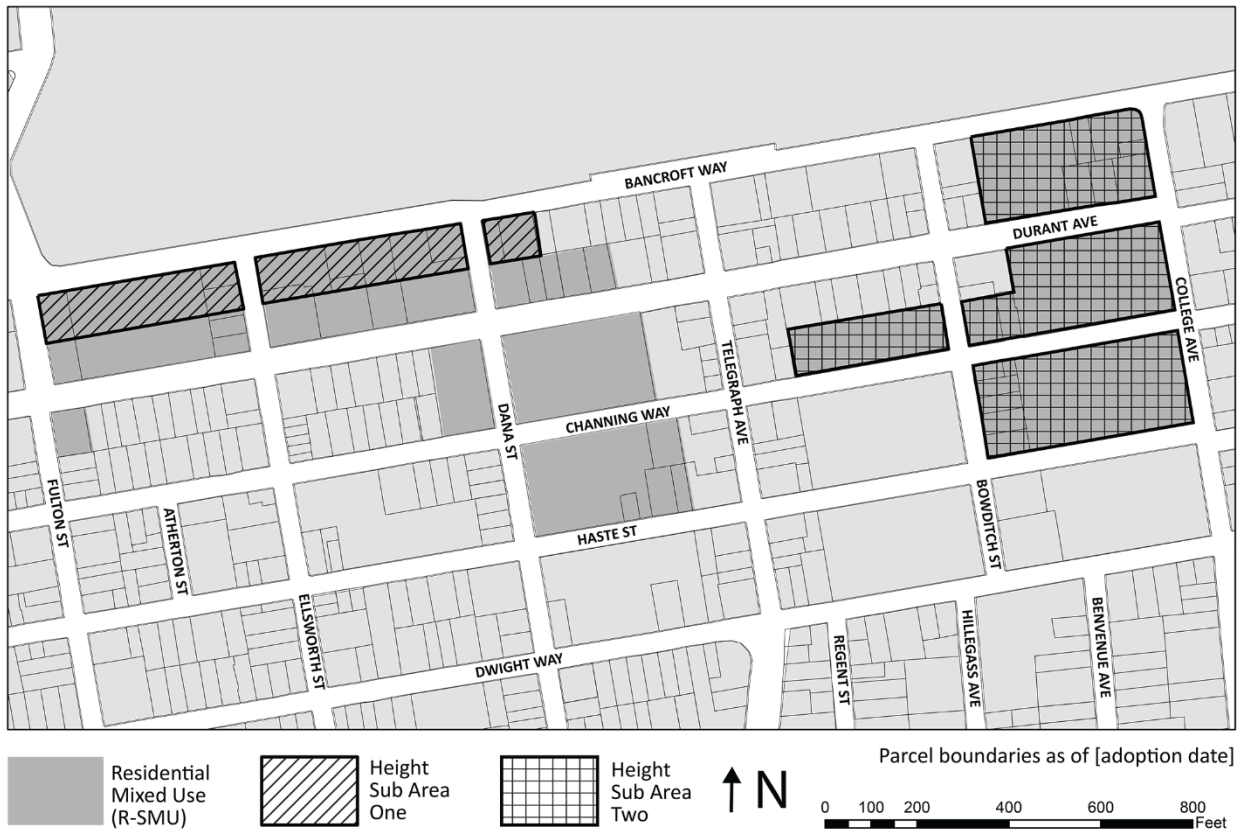 BANCROFT WAY
DURANT AVE
COLLEGE AVE
TELEGRAPH AVE
CHANNING WAY
DANA ST
FULTON ST
ATHERTON ST
HASTE ST
BOWDITCH ST
ELLSWORTH ST
DWIGHT WAY
REGENT ST
HILLEGASS AVE
BENVENUE AVE
Parcel boundaries as of [adoption date]
Residential
Mixed Use
(R-SMU)
Height
Sub Area
One
Height
Sub Area
Two
N
0 100 200 400 600 800
Feet